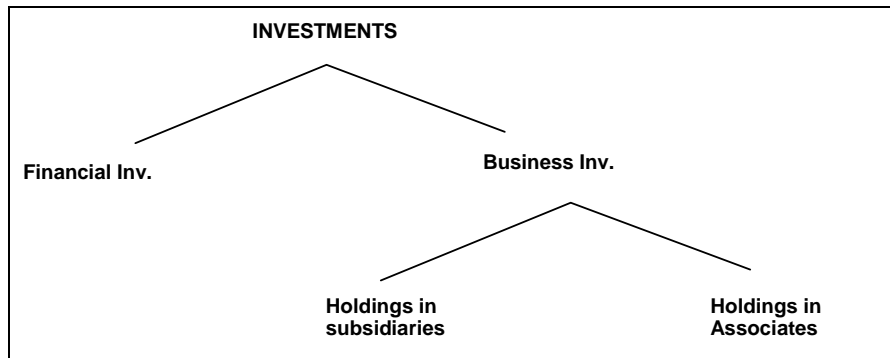 INVESTMENTS
Financial Inv.
Business Inv.
Holdings in
subsidiaries
Holdings in
Associates